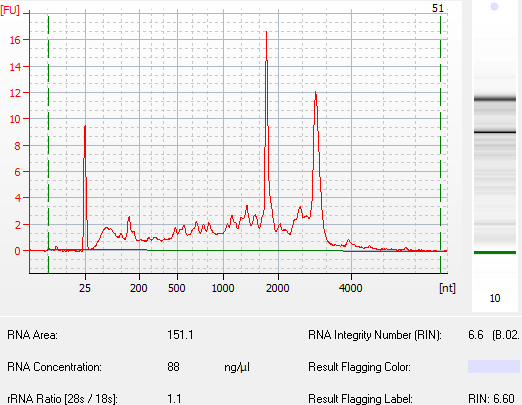 [FU]
51
16
14
12
10
8
6
4
2
0
25 200 500 1000 2000 4000 [nt]
10
RNA Area: 151.1 RNA Integrity Number (RIN): 6.6 (B.02.
RNA Concentration: 88 ng/µl Result Flagging Color:
rRNA Ratio [28s / 18s]: 1.1 Result Flagging Label: RIN: 6.60